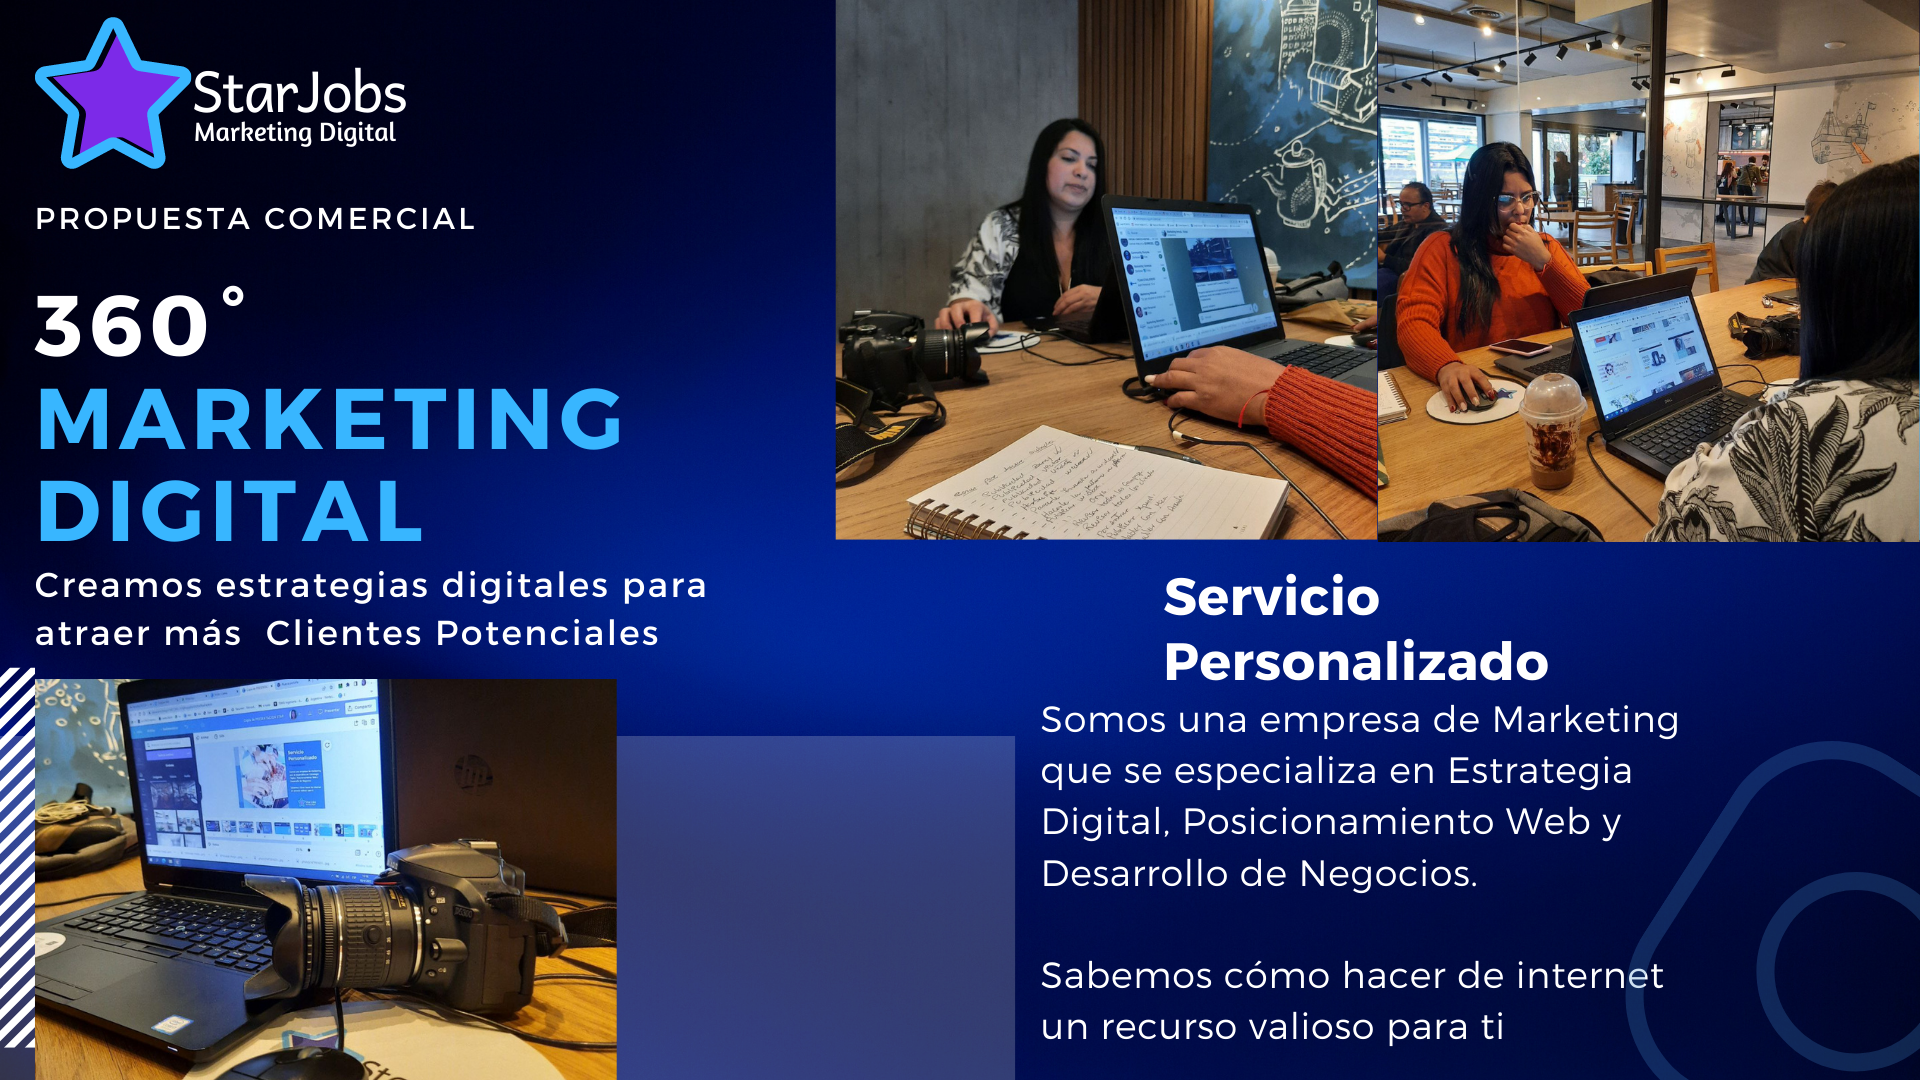 StarJobs
Marketing Digital
PROPUESTA COMERCIAL
360°
MARKETING
DIGITAL
Creamos estrategias digitales para
atraer más Clientes Potenciales
Servicio
Personalizado
Somos una empresa de Marketing
que se especializa en Estrategia
Digital, Posicionamiento Web y
Desarrollo de Negocios.
Sabemos cómo hacer de internet
un recurso valioso para ti
Servicio
Personalizado